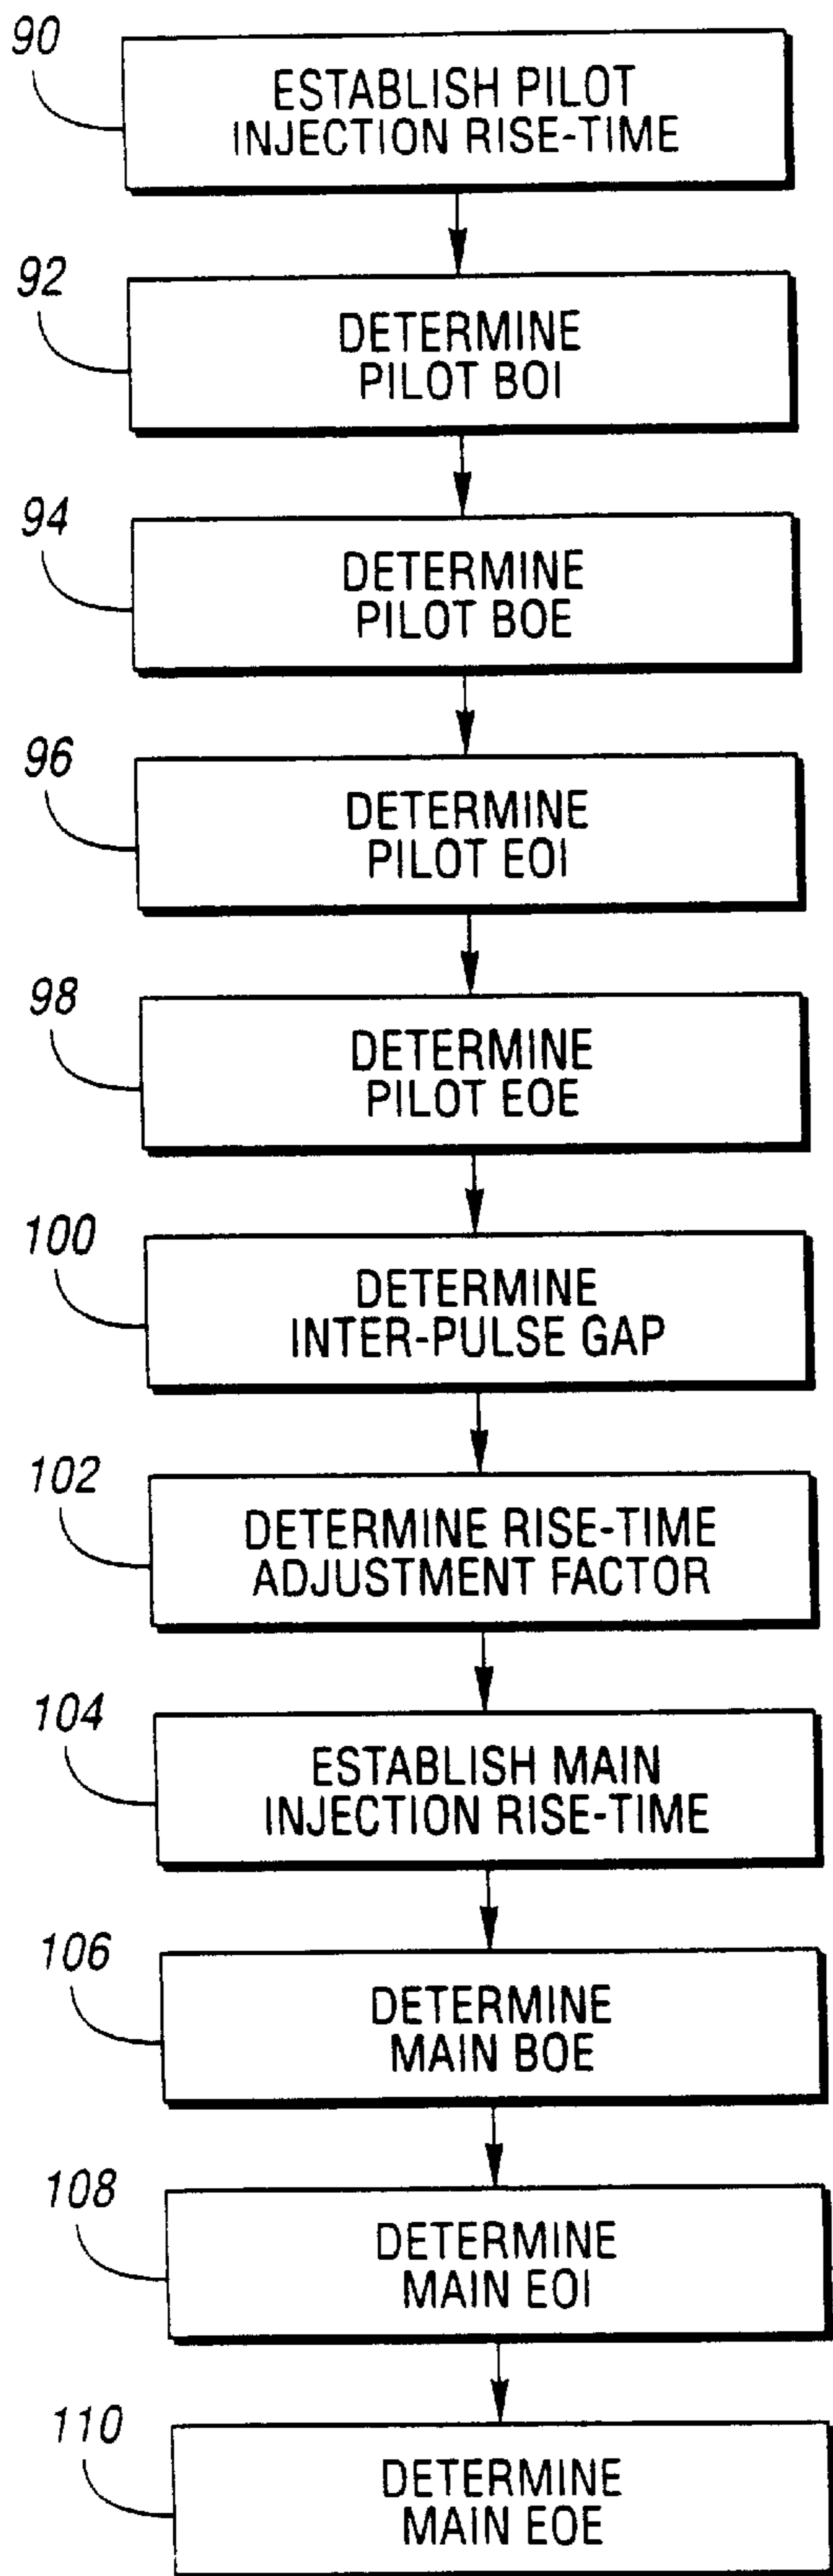 90
ESTABLISH PILOT
INJECTION RISE-TIME
92
DETERMINE
PILOT BOI
94
DETERMINE
PILOT BOE
96
DETERMINE
PILOT EOI
98
DETERMINE
PILOT EOE
100
DETERMINE
INTER-PULSE GAP
102
DETERMINE RISE-TIME
ADJUSTMENT FACTOR
104
ESTABLISH MAIN
INJECTION RISE-TIME
106
DETERMINE
MAIN BOE
108
DETERMINE
MAIN EOI
110
DETERMINE
MAIN EOE